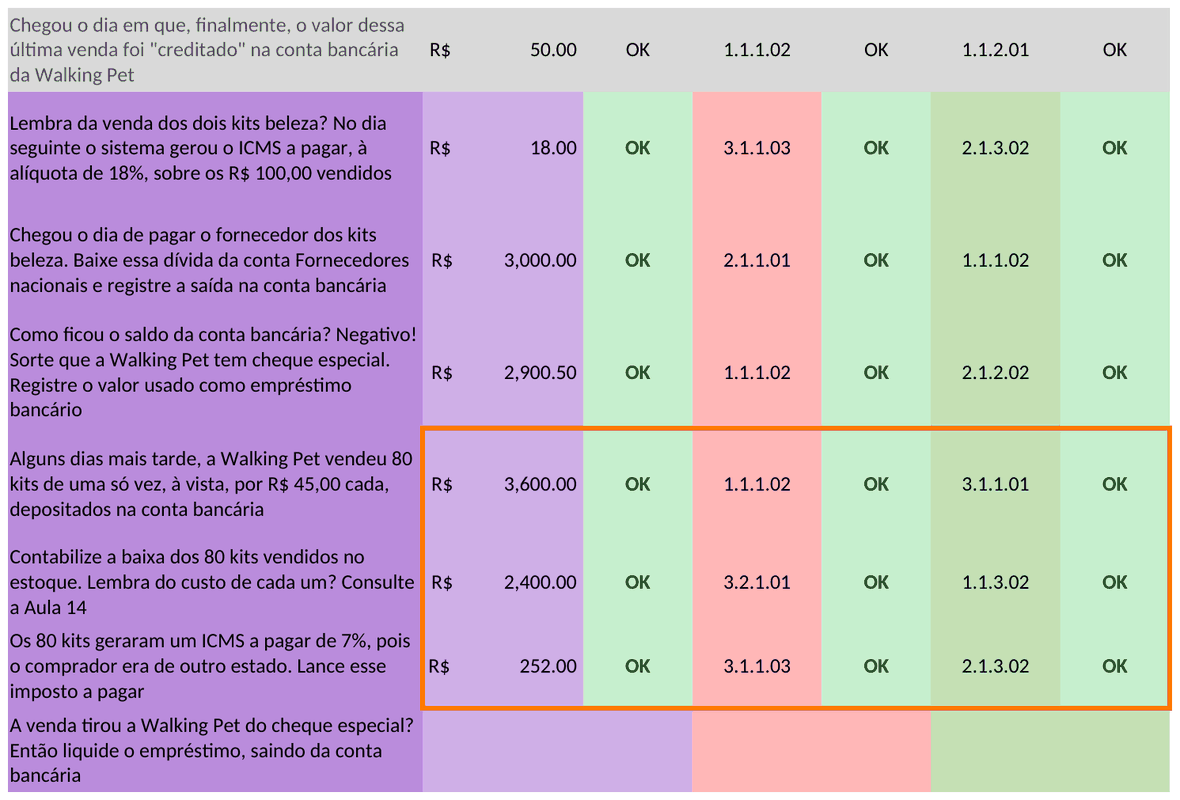 Chegou o dia em que, finalmente, o valor dessa
última venda foi "creditado" na conta bancária
da Walking Pet
R$ 50.00 OK 1.1.1.02 OK 1.1.2.01 OK
Lembra da venda dos dois kits beleza? No dia
seguinte o sistema gerou o ICMS a pagar, à
alíquota de 18%, sobre os R$ 100,00 vendidos
R$ 18.00 OK 3.1.1.03 OK 2.1.3.02 OK
Chegou o dia de pagar o fornecedor dos kits
beleza. Baixe essa dívida da conta Fornecedores
nacionais e registre a saída na conta bancária
R$ 3,000.00 OK 2.1.1.01 OK 1.1.1.02 OK
Como ficou o saldo da conta bancária? Negativo!
Sorte que a Walking Pet tem cheque especial.
Registre o valor usado como empréstimo
bancário
R$ 2,900.50 OK 1.1.1.02 OK 2.1.2.02 OK
Alguns dias mais tarde, a Walking Pet vendeu 80
kits de uma só vez, à vista, por R$ 45,00 cada,
depositados na conta bancária
R$ 3,600.00 OK 1.1.1.02 OK 3.1.1.01 OK
Contabilize a baixa dos 80 kits vendidos no
estoque. Lembra do custo de cada um? Consulte
a Aula 14
R$ 2,400.00 OK 3.2.1.01 OK 1.1.3.02 OK
Os 80 kits geraram um ICMS a pagar de 7%, pois
o comprador era de outro estado. Lance esse
imposto a pagar
R$ 252.00 OK 3.1.1.03 OK 2.1.3.02 OK
A venda tirou a Walking Pet do cheque especial?
Então liquide o empréstimo, saindo da conta
bancária